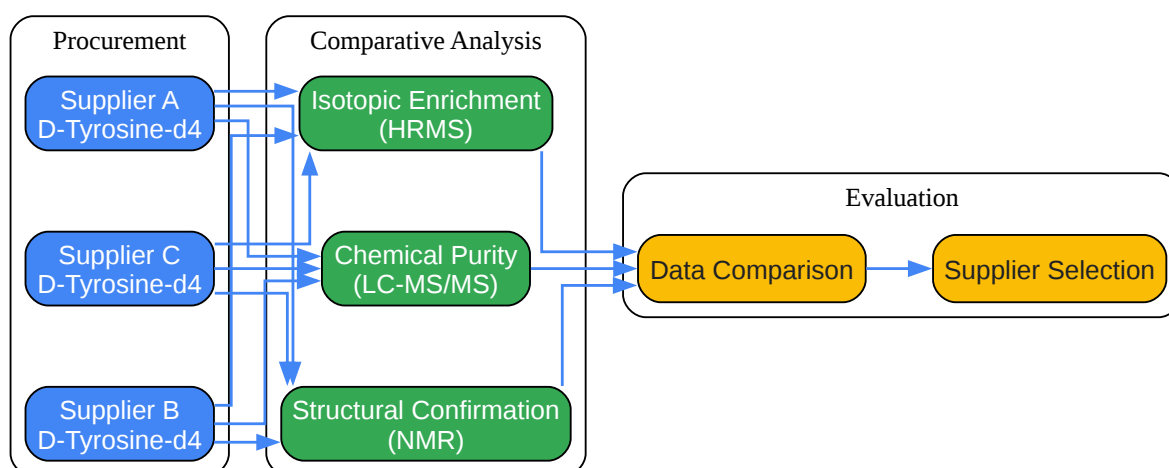 Procurement
Supplier A
D-Tyrosine-d4
Supplier C
D-Tyrosine-d4
Supplier B
D-Tyrosine-d4
Comparative Analysis
Isotopic Enrichment
(HRMS)
Chemical Purity
(LC-MS/MS)
Structural Confirmation
(NMR)
Evaluation
Data Comparison
Supplier Selection